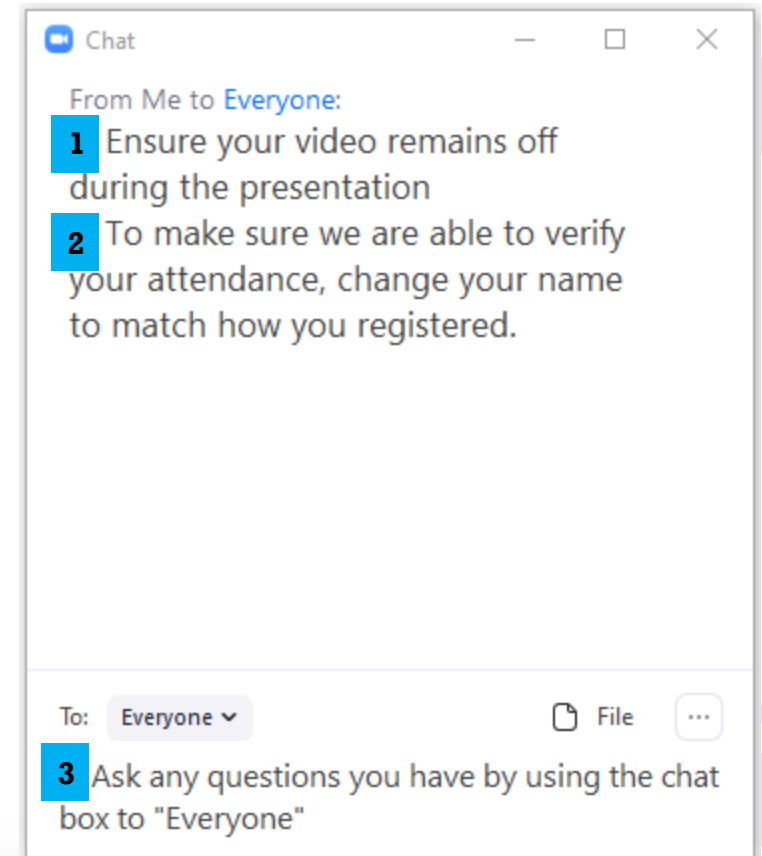 Chat
From Me to Everyone:
1 Ensure your video remains off
during the presentation
2 To make sure we are able to verify
your attendance, change your name
to match how you registered.
To: Everyone File ...
3 Ask any questions you have by using the chat
box to "Everyone"